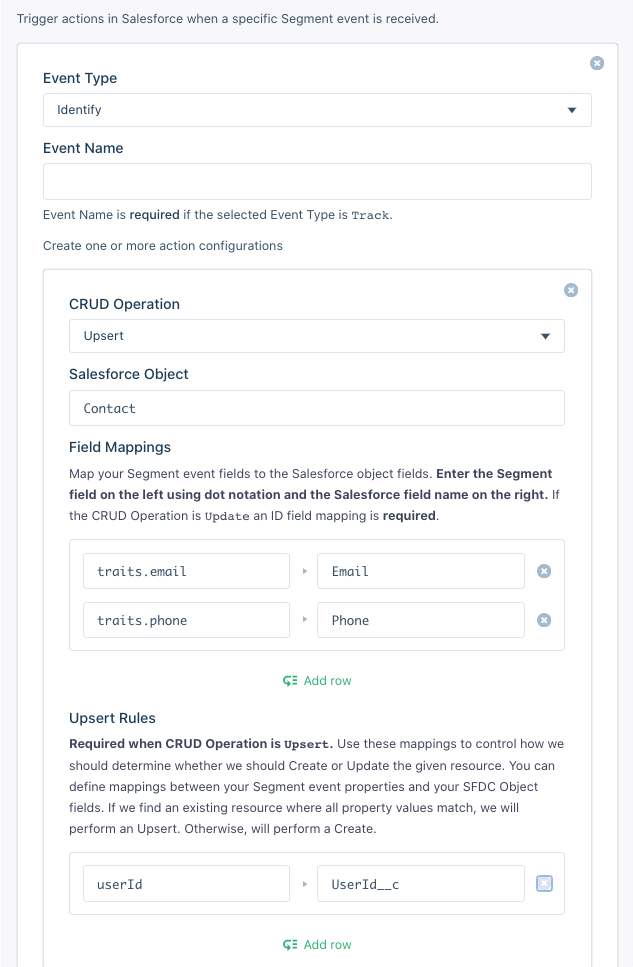 Trigger actions in Salesforce when a specific Segment event is received.
Event Type
Identify
Event Name
Event Name is required if the selected Event Type is Track.
Create one or more action configurations
CRUD Operation
Upsert
Salesforce Object
Contact
Field Mappings
Map your Segment event fields to the Salesforce object fields. Enter the Segment
field on the left using dot notation and the Salesforce field name on the right. If
the CRUD Operation is Update an ID field mapping is required.
traits.email Email
traits.phone Phone
Add row
Upsert Rules
Required when CRUD Operation is Upsert. Use these mappings to control how we
should determine whether we should Create or Update the given resource. You can
define mappings between your Segment event properties and your SFDC Object
fields. If we find an existing resource where all property values match, we will
perform an Upsert. Otherwise, will perform a Create.
userId UserId__c
Add row